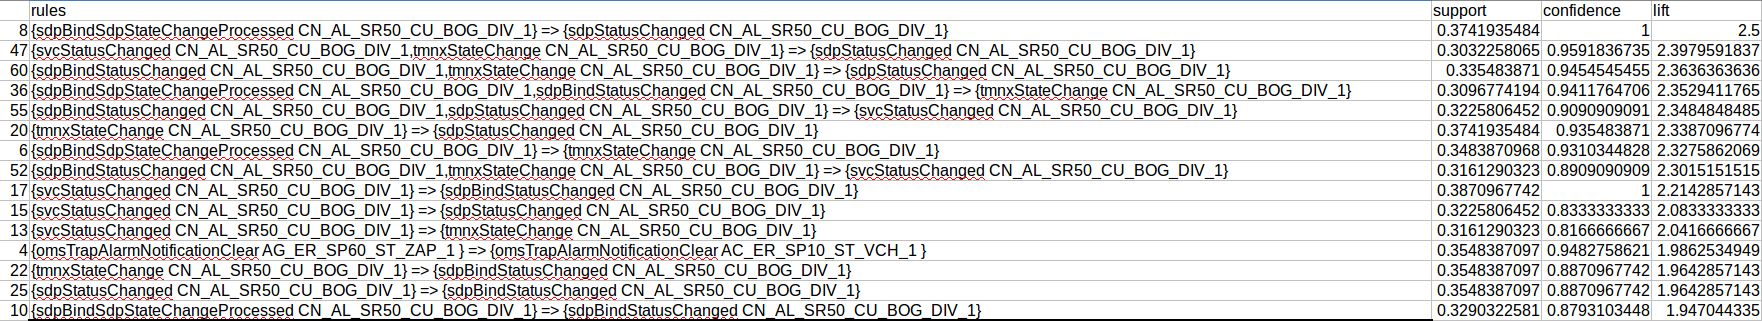 rules support confidence lift
8 {sdpBindSdpStateChangeProcessed CN_AL_SR50_CU_BOG_DIV_1} => {sdpStatusChanged CN_AL_SR50_CU_BOG_DIV_1} 0.3741935484 1 2.5
47 {svcStatusChanged CN_AL_SR50_CU_BOG_DIV_1,tmnxStateChange CN_AL_SR50_CU_BOG_DIV_1} => {sdpStatusChanged CN_AL_SR50_CU_BOG_DIV_1} 0.3032258065 0.9591836735 2.3979591837
60 {sdpBindStatusChanged CN_AL_SR50_CU_BOG_DIV_1,tmnxStateChange CN_AL_SR50_CU_BOG_DIV_1} => {sdpStatusChanged CN_AL_SR50_CU_BOG_DIV_1} 0.335483871 0.9454545455 2.3636363636
36 {sdpBindSdpStateChangeProcessed CN_AL_SR50_CU_BOG_DIV_1,sdpBindStatusChanged CN_AL_SR50_CU_BOG_DIV_1} => {tmnxStateChange CN_AL_SR50_CU_BOG_DIV_1} 0.3096774194 0.9411764706 2.3529411765
55 {sdpBindStatusChanged CN_AL_SR50_CU_BOG_DIV_1,sdpStatusChanged CN_AL_SR50_CU_BOG_DIV_1} => {svcStatusChanged CN_AL_SR50_CU_BOG_DIV_1} 0.3225806452 0.9090909091 2.3484848485
20 {tmnxStateChange CN_AL_SR50_CU_BOG_DIV_1} => {sdpStatusChanged CN_AL_SR50_CU_BOG_DIV_1} 0.3741935484 0.935483871 2.3387096774
6 {sdpBindSdpStateChangeProcessed CN_AL_SR50_CU_BOG_DIV_1} => {tmnxStateChange CN_AL_SR50_CU_BOG_DIV_1} 0.3483870968 0.9310344828 2.3275862069
52 {sdpBindStatusChanged CN_AL_SR50_CU_BOG_DIV_1,tmnxStateChange CN_AL_SR50_CU_BOG_DIV_1} => {svcStatusChanged CN_AL_SR50_CU_BOG_DIV_1} 0.3161290323 0.8909090909 2.3015151515
17 {svcStatusChanged CN_AL_SR50_CU_BOG_DIV_1} => {sdpBindStatusChanged CN_AL_SR50_CU_BOG_DIV_1} 0.3870967742 1 2.2142857143
15 {svcStatusChanged CN_AL_SR50_CU_BOG_DIV_1} => {sdpStatusChanged CN_AL_SR50_CU_BOG_DIV_1} 0.3225806452 0.8333333333 2.0833333333
13 {svcStatusChanged CN_AL_SR50_CU_BOG_DIV_1} => {tmnxStateChange CN_AL_SR50_CU_BOG_DIV_1} 0.3161290323 0.8166666667 2.0416666667
4 {omsTrapAlarmNotificationClear AG_ER_SP60_ST_ZAP_1 } => {omsTrapAlarmNotificationClear AC_ER_SP10_ST_VCH_1 } 0.3548387097 0.9482758621 1.9862534949
22 {tmnxStateChange CN_AL_SR50_CU_BOG_DIV_1} => {sdpBindStatusChanged CN_AL_SR50_CU_BOG_DIV_1} 0.3548387097 0.8870967742 1.9642857143
25 {sdpStatusChanged CN_AL_SR50_CU_BOG_DIV_1} => {sdpBindStatusChanged CN_AL_SR50_CU_BOG_DIV_1} 0.3548387097 0.8870967742 1.9642857143
10 {sdpBindSdpStateChangeProcessed CN_AL_SR50_CU_BOG_DIV_1} => {sdpBindStatusChanged CN_AL_SR50_CU_BOG_DIV_1} 0.3290322581 0.8793103448 1.947044335